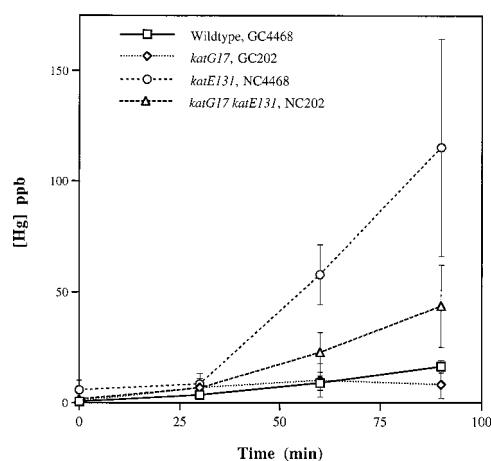 Wildtype, GC4468
katG17, GC202
katE131, NC4468
katG17 katE131, NC202
150
100
50
0
[Hg] ppb
0 25 50 75 100
Time (min)